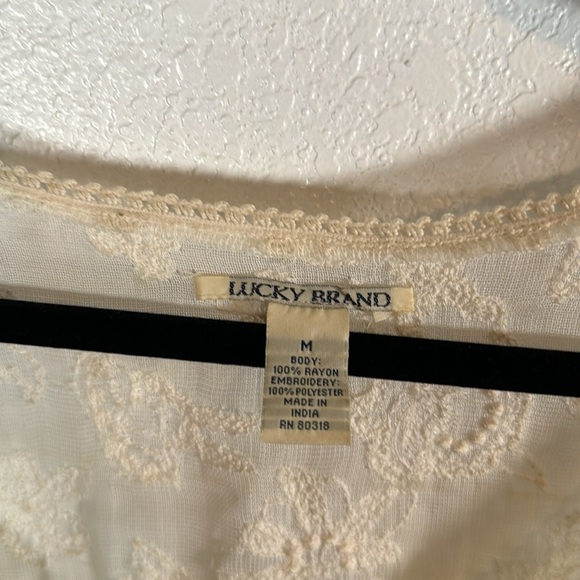 LUCKY BRAND
M
BODY:
100% RAYON
EMBROIDERY:
100% POLYESTER
MADE IN
INDIA
RN 80318